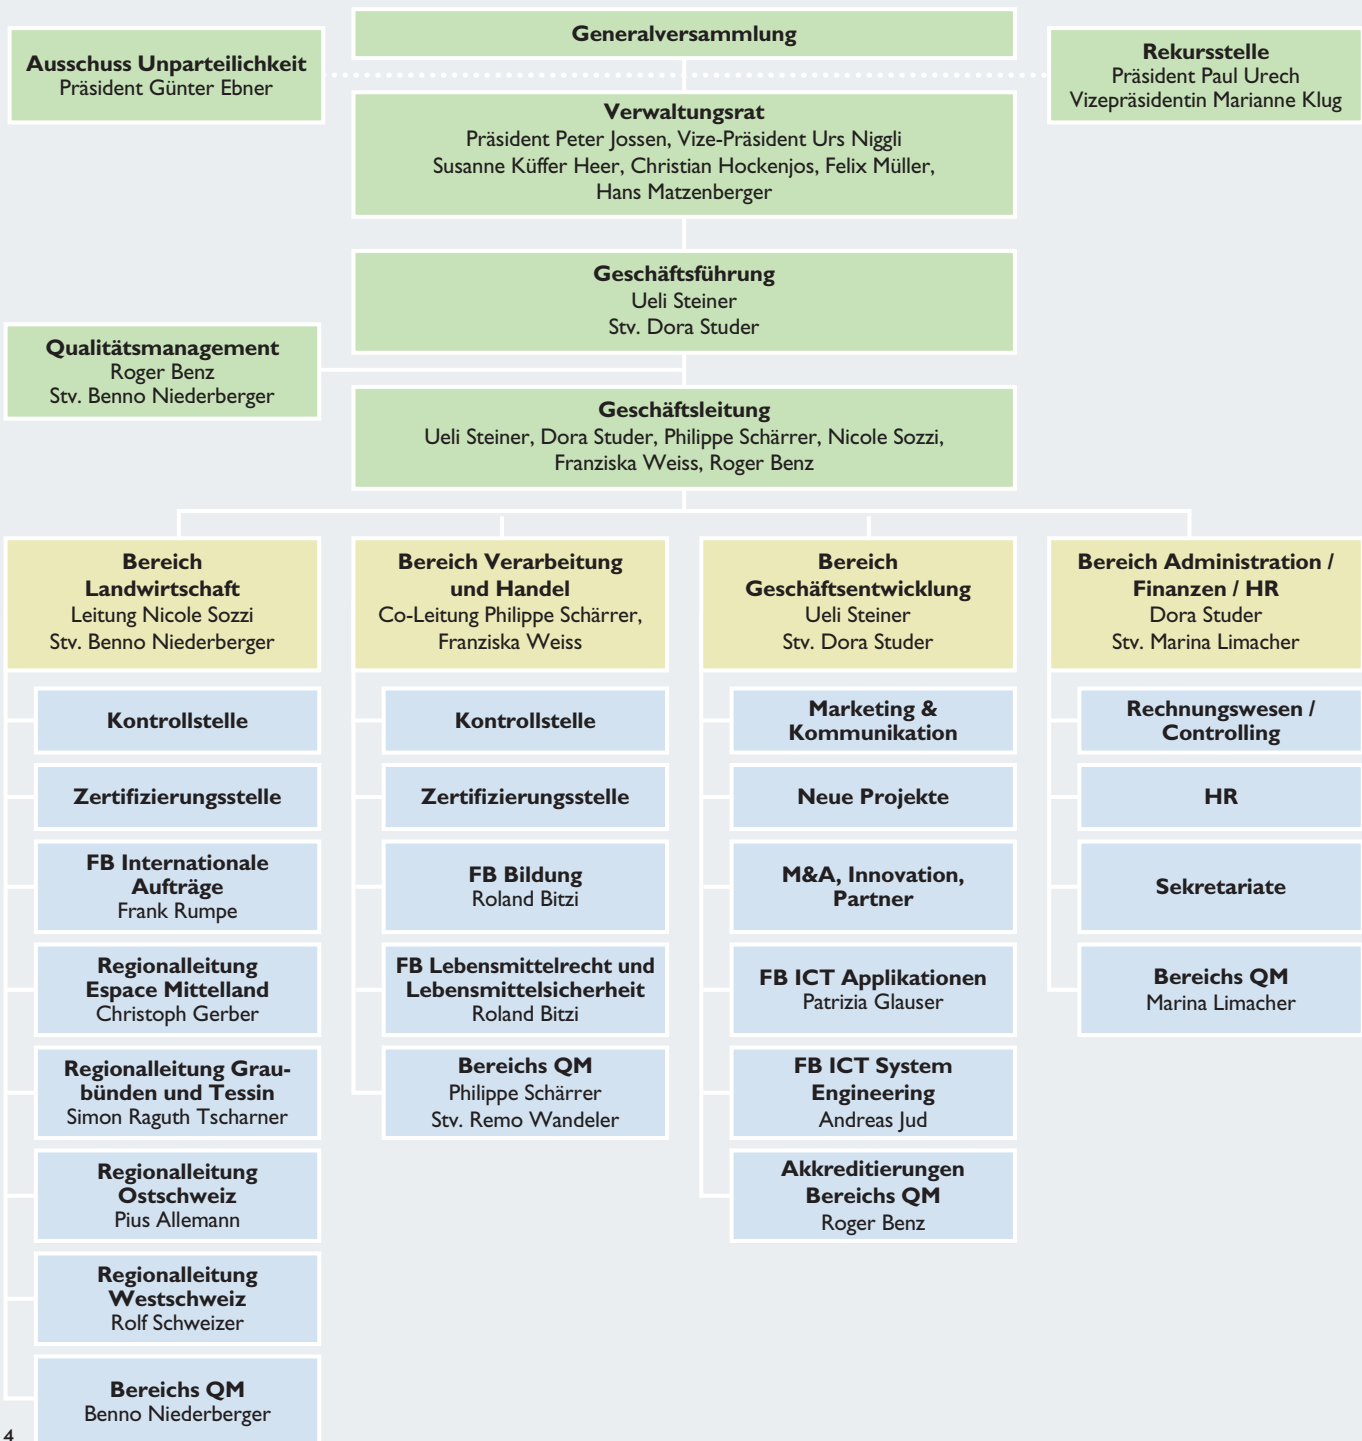 Generalversammlung
Ausschuss Unparteilichkeit
Präsident Günter Ebner
Rekursstelle
Präsident Paul Urech
Vizepräsidentin Marianne Klug
Verwaltungsrat
Präsident Peter Jossen, Vize-Präsident Urs Niggli
Susanne Küffer Heer, Christian Hockenjos, Felix Müller,
Hans Matzenberger
Geschäftsführung
Ueli Steiner
Stv. Dora Studer
Qualitätsmanagement
Roger Benz
Stv. Benno Niederberger
Geschäftsleitung
Ueli Steiner, Dora Studer, Philippe Schärrer, Nicole Sozzi,
Franziska Weiss, Roger Benz
Bereich
Landwirtschaft
Leitung Nicole Sozzi
Stv. Benno Niederberger
Kontrollstelle
Zertifizierungsstelle
FB Internationale
Aufträge
Frank Rumpe
Regionalleitung
Espace Mittelland
Christoph Gerber
Regionalleitung Grau-
bünden und Tessin
Simon Raguth Tscharner
Regionalleitung
Ostschweiz
Pius Allemann
Regionalleitung
Westschweiz
Rolf Schweizer
Bereichs QM
Benno Niederberger
Bereich Verarbeitung
und Handel
Co-Leitung Philippe Schärrer,
Franziska Weiss
Kontrollstelle
Zertifizierungsstelle
FB Bildung
Roland Bitzi
FB Lebensmittelrecht und
Lebensmittelsicherheit
Roland Bitzi
Bereichs QM
Philippe Schärrer
Stv. Remo Wandeler
Bereich
Geschäftsentwicklung
Ueli Steiner
Stv. Dora Studer
Marketing &
Kommunikation
Neue Projekte
M&A, Innovation,
Partner
FB ICT Applikationen
Patrizia Glauser
FB ICT System
Engineering
Andreas Jud
Akkreditierungen
Bereichs QM
Roger Benz
Bereich Administration /
Finanzen / HR
Dora Studer
Stv. Marina Limacher
Rechnungswesen /
Controlling
HR
Sekretariate
Bereichs QM
Marina Limacher
4